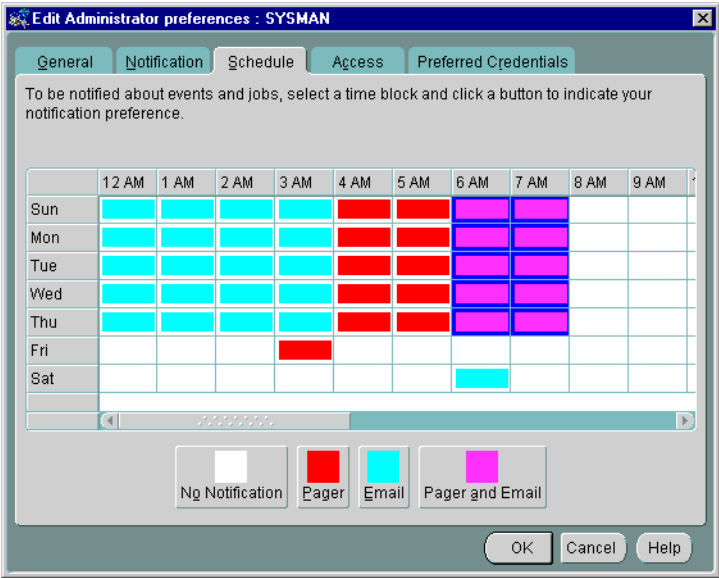 Edit Administrator preferences : SYSMAN
General Notification Schedule Access Preferred Credentials
To be notified about events and jobs, select a time block and click a button to indicate your
notification preference.
12 AM 1 AM 2 AM 3 AM 4 AM 5 AM 6 AM 7 AM 8 AM 9 AM
Sun
Mon
Tue
Wed
Thu
Fri
Sat
No Notification Pager Email Pager and Email
OK Cancel Help